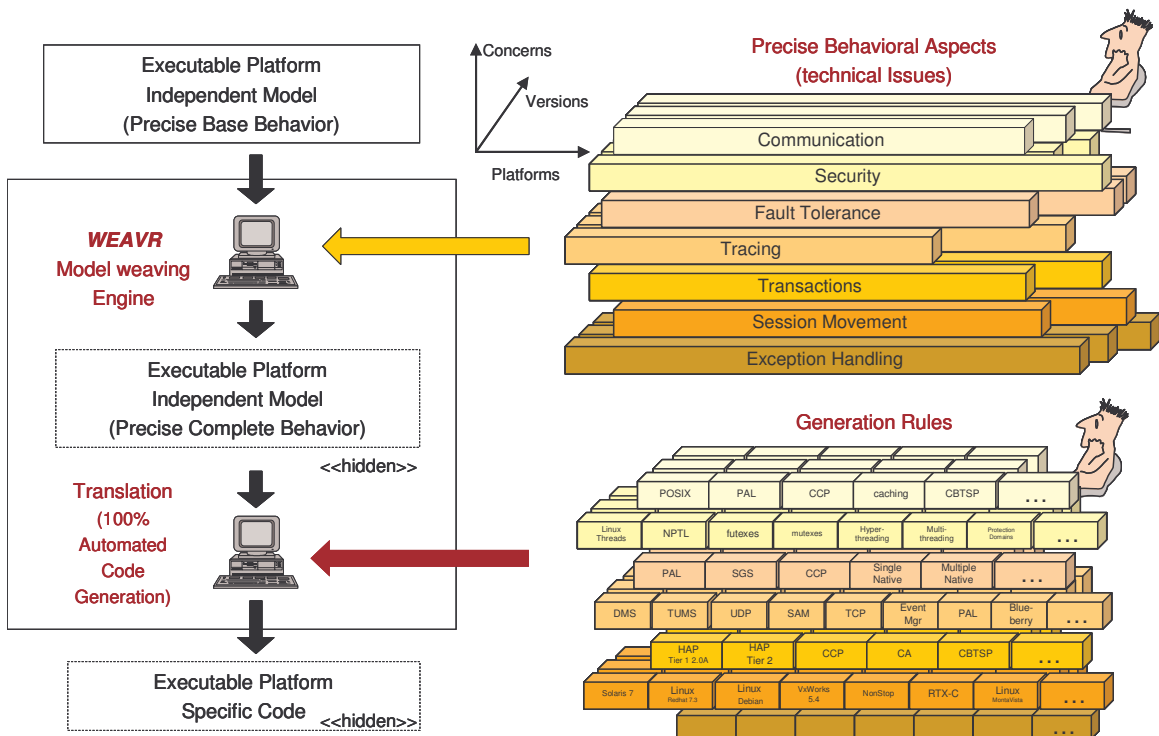 Executable Platform
Independent Model
(Precise Base Behavior)
WEAVR
Model weaving
Engine
Executable Platform
Independent Model
(Precise Complete Behavior)
<<hidden>>
Translation
(100%
Automated
Code
Generation)
Executable Platform
Specific Code
<<hidden>>
Concerns
Versions
Platforms
Precise Behavioral Aspects
(technical Issues)
Communication
Security
Fault Tolerance
Tracing
Transactions
Session Movement
Exception Handling
Generation Rules
POSIX PAL CCP caching CBTSP ...
Linux Threads NPTL futexes mutexes Hyper-threading Multi-threading Protection Domains ...
PAL SGS CCP Single Native Multiple Native ...
DMS TUMS UDP SAM TCP Event Mgr PAL Blue-berry ...
HAP Tier 1 2.0A HAP Tier 2 CCP CA CBTSP ...
Solaris 7 Linux Redhat 7.3 Linux Debian VxWorks 5.4 NonStop RTX-C Linux MontaVista ...